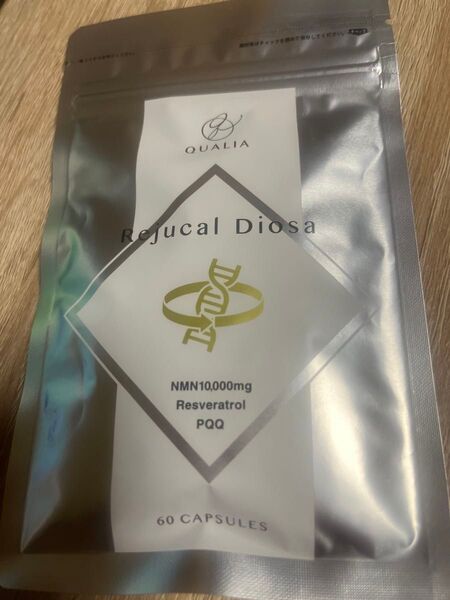 QUALIA
Rejucal Diosa
NMN10,000mg
Resveratrol
PQQ
60 CAPSULES